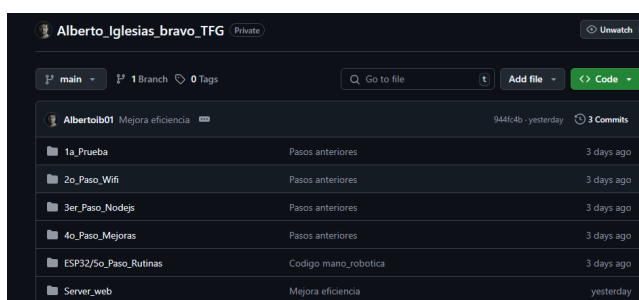 Alberto_Iglesias_bravo_TFG Private Unwatch
main 1 Branch 0 Tags Go to file t Add file Code
Albertoib01 Mejora eficiencia 944fc4b · yesterday 3 Commits
1a_Prueba Pasos anteriores 3 days ago
2o_Paso_Wifi Pasos anteriores 3 days ago
3er_Paso_Nodejs Pasos anteriores 3 days ago
4o_Paso_Mejoras Pasos anteriores 3 days ago
ESP32/5o_Paso_Rutinas Codigo mano_robotica 3 days ago
Server_web Mejora eficiencia yesterday